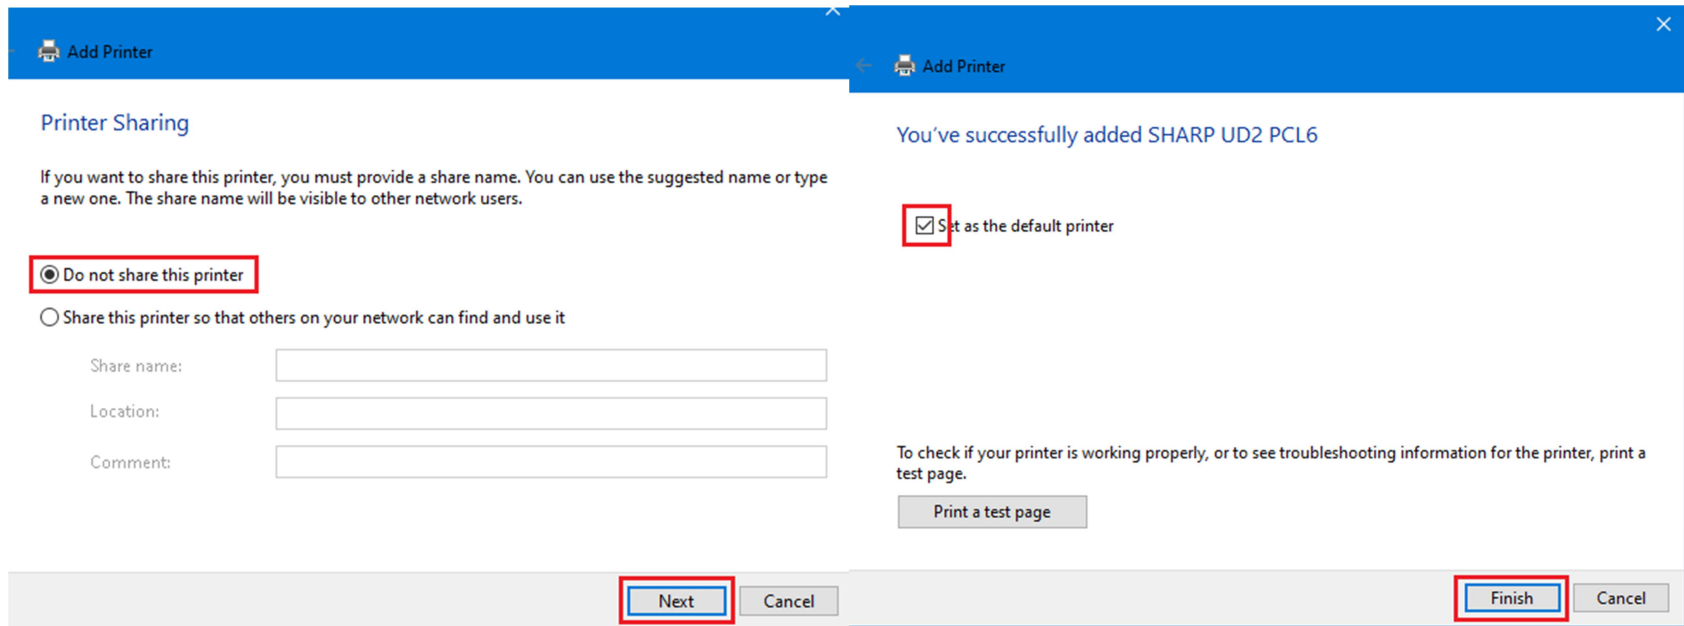 Add Printer
Printer Sharing
If you want to share this printer, you must provide a share name. You can use the suggested name or type
a new one. The share name will be visible to other network users.
Do not share this printer
Share this printer so that others on your network can find and use it
Share name:
Location:
Comment:
Next
Cancel
Add Printer
You've successfully added SHARP UD2 PCL6
Set as the default printer
To check if your printer is working properly, or to see troubleshooting information for the printer, print a
test page.
Print a test page
Finish
Cancel